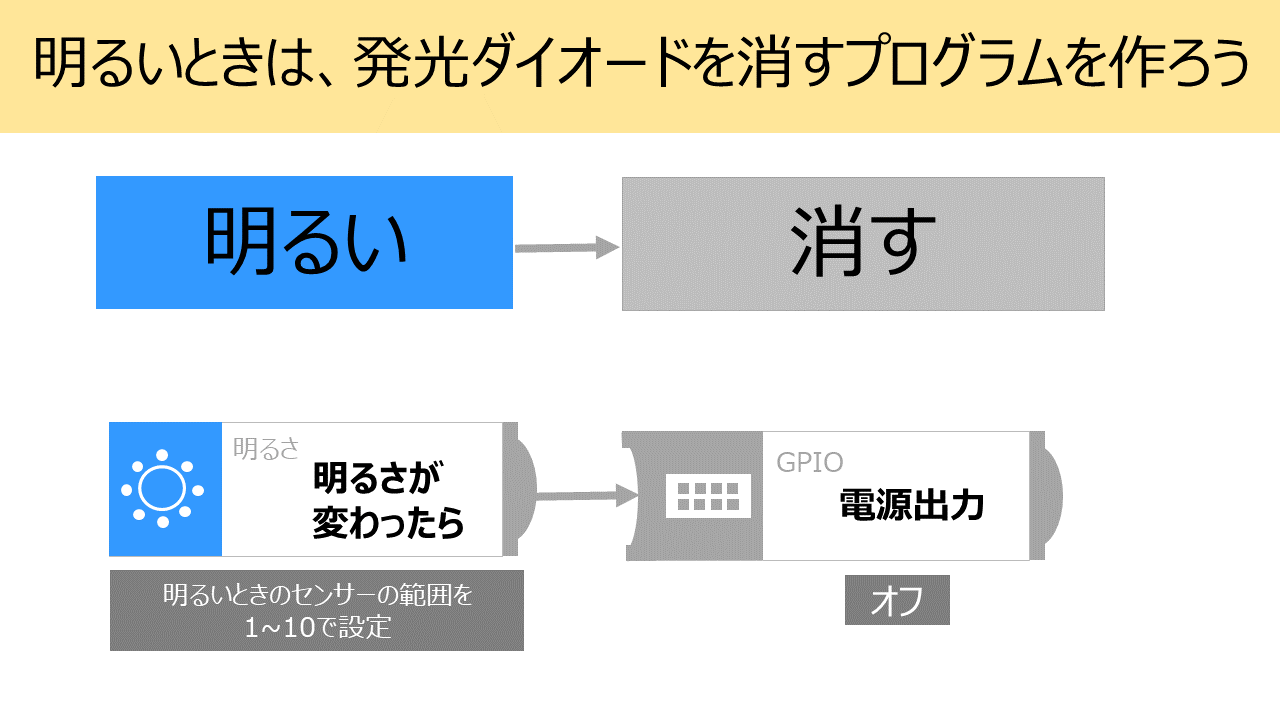 明るいときは、発光ダイオードを消すプログラムを作ろう
明るい
消す
明るさ
明るさが
変わったら
GPIO
電源出力
明るいときのセンサーの範囲を
1~10で設定
オフ